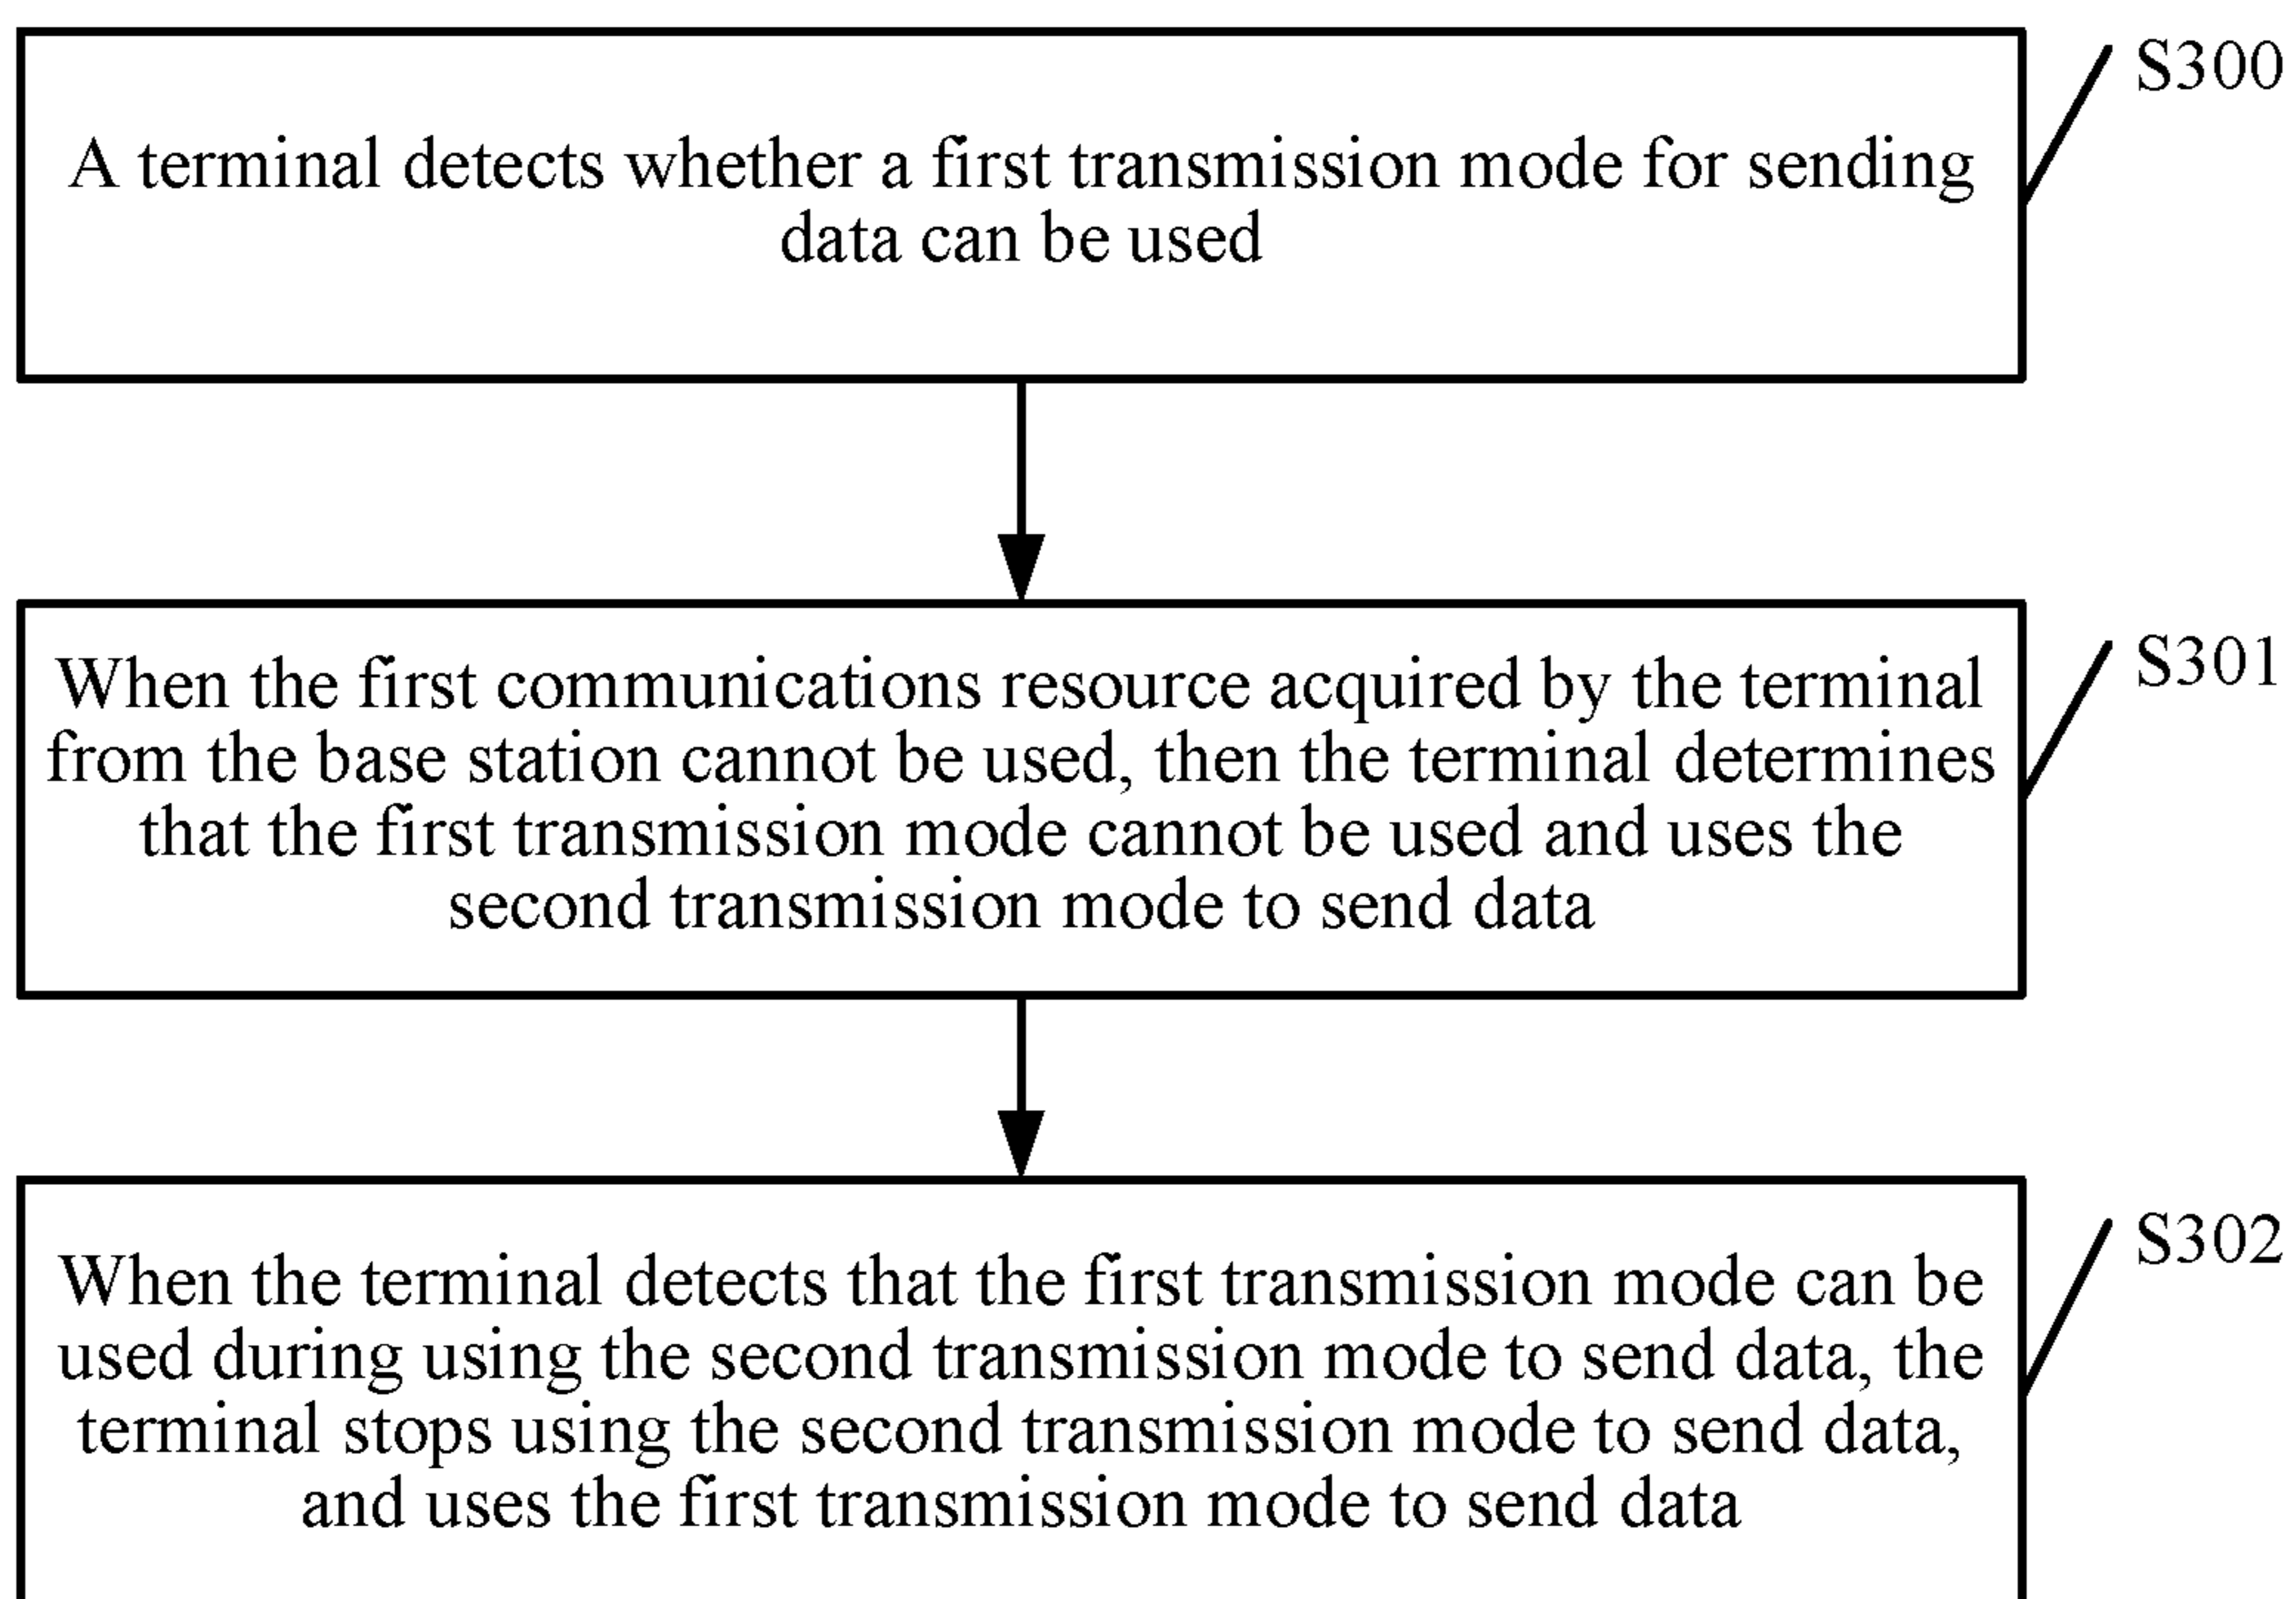 S300
A terminal detects whether a first transmission mode for sending
data can be used
S301
When the first communications resource acquired by the terminal
from the base station cannot be used, then the terminal determines
that the first transmission mode cannot be used and uses the
second transmission mode to send data
S302
When the terminal detects that the first transmission mode can be
used during using the second transmission mode to send data, the
terminal stops using the second transmission mode to send data,
and uses the first transmission mode to send data